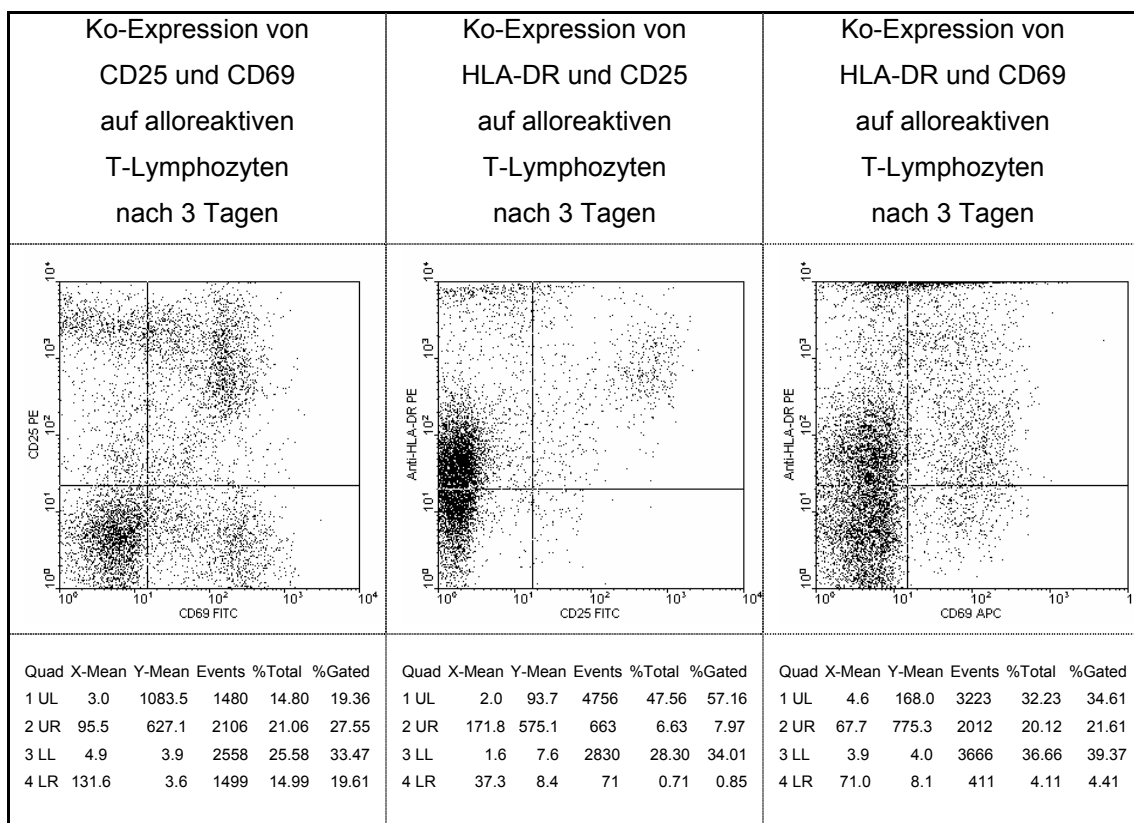 Ko-Expression von
CD25 und CD69
auf alloreaktiven
T-Lymphozyten
nach 3 Tagen
Ko-Expression von
HLA-DR und CD25
auf alloreaktiven
T-Lymphozyten
nach 3 Tagen
Ko-Expression von
HLA-DR und CD69
auf alloreaktiven
T-Lymphozyten
nach 3 Tagen
10⁴
10³
10²
10¹
10⁰
CD25 PE
10⁰ 10¹ 10² 10³ 10⁴
CD69 FITC
10⁴
10³
10²
10¹
10⁰
Anti-HLA-DR PE
10⁰ 10¹ 10² 10³ 10⁴
CD25 FITC
10⁴
10³
10²
10¹
10⁰
Anti-HLA-DR PE
10⁰ 10¹ 10² 10³ 1
CD69 APC
Quad X-Mean Y-Mean Events %Total %Gated
1 UL 3.0 1083.5 1480 14.80 19.36
2 UR 95.5 627.1 2106 21.06 27.55
3 LL 4.9 3.9 2558 25.58 33.47
4 LR 131.6 3.6 1499 14.99 19.61
Quad X-Mean Y-Mean Events %Total %Gated
1 UL 2.0 93.7 4756 47.56 57.16
2 UR 171.8 575.1 663 6.63 7.97
3 LL 1.6 7.6 2830 28.30 34.01
4 LR 37.3 8.4 71 0.71 0.85
Quad X-Mean Y-Mean Events %Total %Gated
1 UL 4.6 168.0 3223 32.23 34.61
2 UR 67.7 775.3 2012 20.12 21.61
3 LL 3.9 4.0 3666 36.66 39.37
4 LR 71.0 8.1 411 4.11 4.41